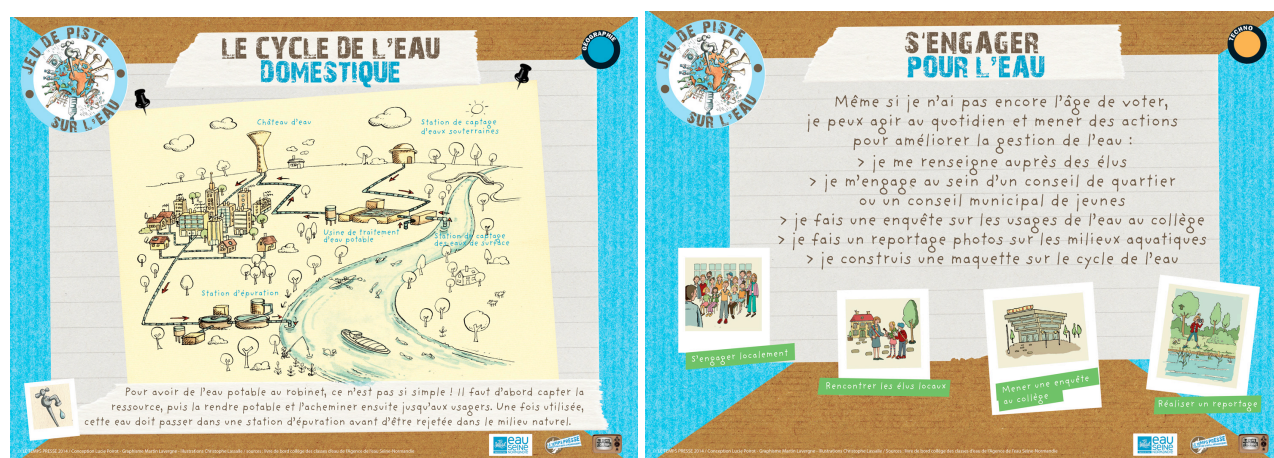 JEU DE PISTE
SUR L'EAU
LE CYCLE DE L'EAU
DOMESTIQUE
GÉOGRAPHIE
Château d'eau
Station de captage
d'eaux souterraines
Usine de traitement
d'eau potable
Station de captage
des eaux de surface
Station d'épuration
Pour avoir de l'eau potable au robinet, ce n'est pas si simple ! Il faut d'abord capter la
ressource, puis la rendre potable et l'acheminer ensuite jusqu'aux usagers. Une fois utilisée,
cette eau doit passer dans une station d'épuration avant d'être rejetée dans le milieu naturel.
eau
SEINE
NORMANDIE
JEU DE PISTE
SUR L'EAU
S'ENGAGER
POUR L'EAU
TECHNO
Même si je n'ai pas encore l'âge de voter,
je peux agir au quotidien et mener des actions
pour améliorer la gestion de l'eau :
> je me renseigne auprès des élus
> je m'engage au sein d'un conseil de quartier
ou un conseil municipal de jeunes
> je fais une enquête sur les usages de l'eau au collège
> je fais un reportage photos sur les milieux aquatiques
> je construis une maquette sur le cycle de l'eau
S'engager localement
Rencontrer les élus locaux
Mener une enquête
au collège
Réaliser un reportage
eau
SEINE
NORMANDIE